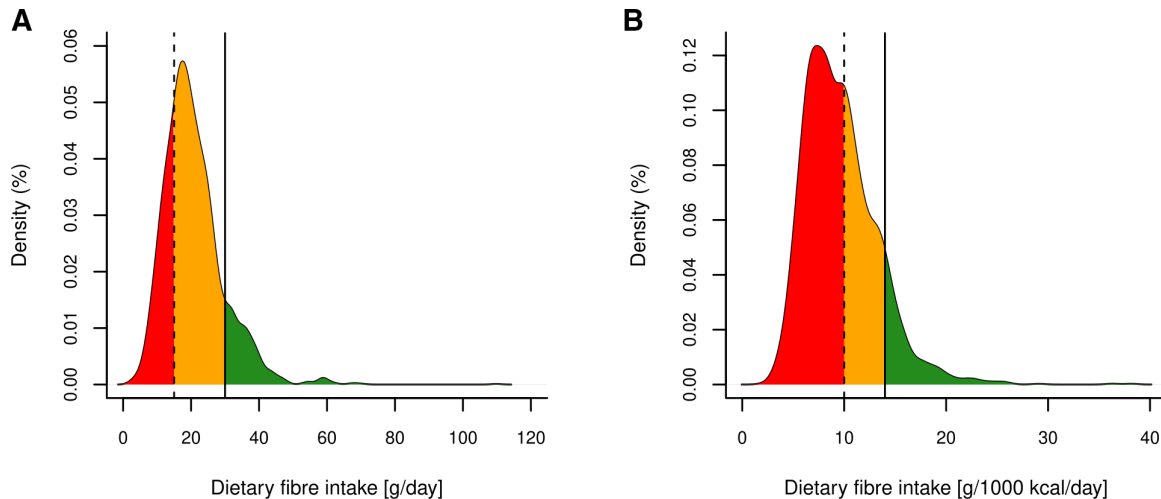 A
Density (%)
0.00 0.01 0.02 0.03 0.04 0.05 0.06
0 20 40 60 80 100 120
Dietary fibre intake [g/day]
B
Density (%)
0.00 0.02 0.04 0.06 0.08 0.10 0.12
0 10 20 30 40
Dietary fibre intake [g/1000 kcal/day]